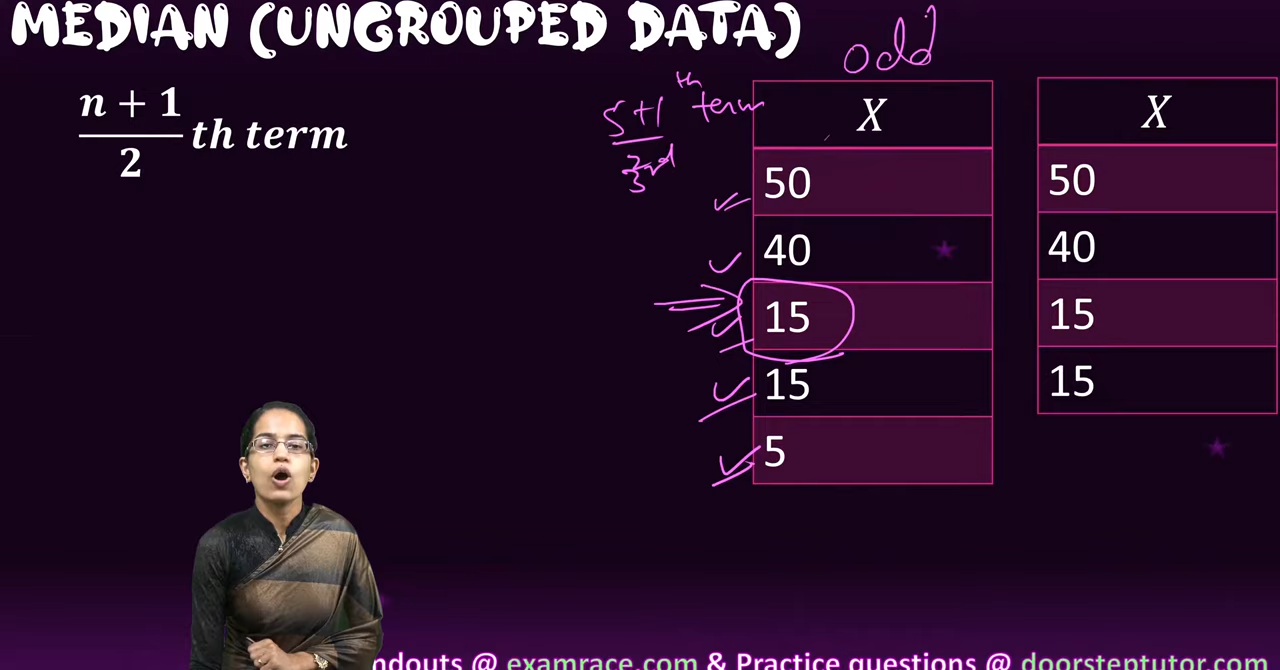 MEDIAN (UNGROUPED DATA)
n + 1
2
th term
odd
5+1 th term
2
3rd
X
50
40
15
15
5
X
50
40
15
15
ndouts @ examrace.com & Practice questions @ doorstentutor.com